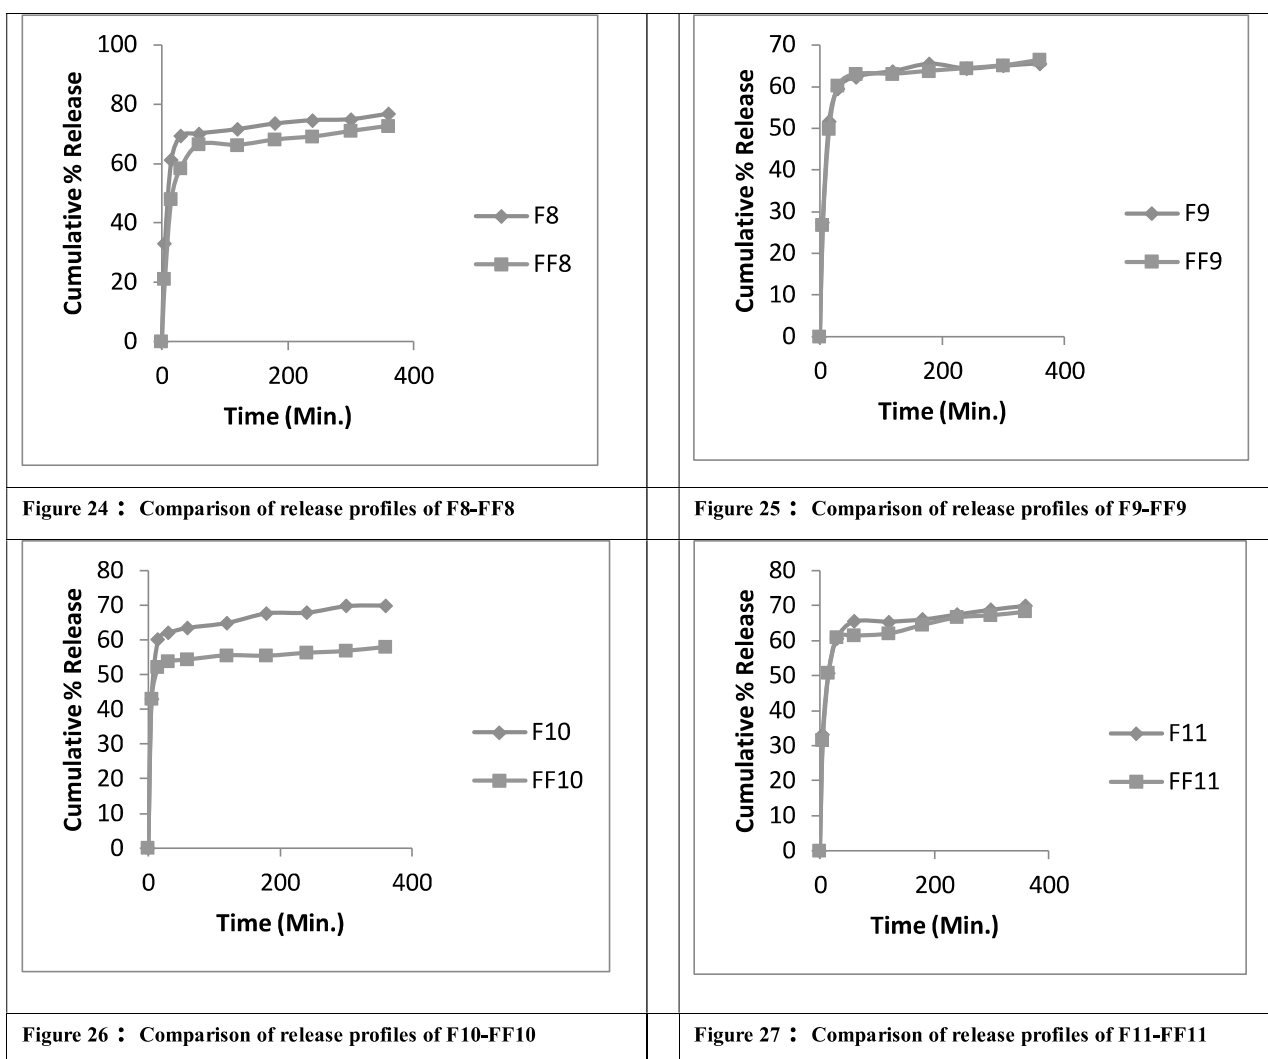 100
80
60
40
20
0
Cumulative % Release
0 200 400
Time (Min.)
F8
FF8
70
60
50
40
30
20
10
0
Cumulative % Release
0 200 400
Time (Min.)
F9
FF9
Figure 24： Comparison of release profiles of F8-FF8
Figure 25： Comparison of release profiles of F9-FF9
80
70
60
50
40
30
20
10
0
Cumulative % Release
0 200 400
Time (Min.)
F10
FF10
80
70
60
50
40
30
20
10
0
Cumulative % Release
0 200 400
Time (Min.)
F11
FF11
Figure 26： Comparison of release profiles of F10-FF10
Figure 27： Comparison of release profiles of F11-FF11